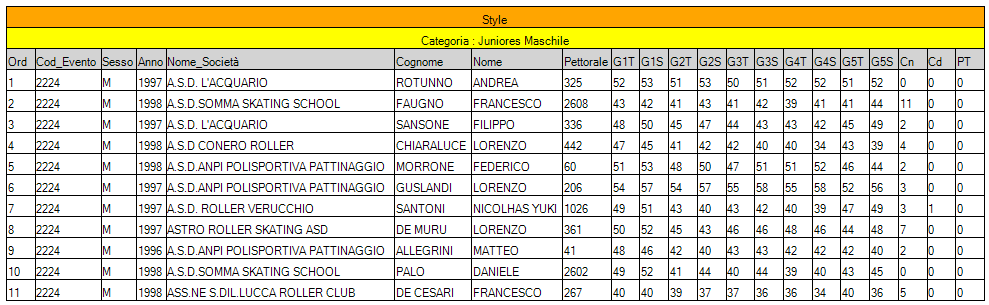 Style
Categoria : Juniores Maschile
Ord Cod_Evento Sesso Anno Nome_Società Cognome Nome Pettorale G1T G1S G2T G2S G3T G3S G4T G4S G5T G5S Cn Cd PT
1 2224 M 1997 A.S.D. L'ACQUARIO ROTUNNO ANDREA 325 52 53 51 53 50 51 52 52 51 52 0 0 0
2 2224 M 1998 A.S.D.SOMMA SKATING SCHOOL FAUGNO FRANCESCO 2608 43 42 41 43 41 42 39 41 41 44 11 0 0
3 2224 M 1997 A.S.D. L'ACQUARIO SANSONE FILIPPO 336 48 50 45 47 44 43 43 42 45 49 2 0 0
4 2224 M 1998 A.S.D CONERO ROLLER CHIARALUCE LORENZO 442 47 45 41 42 42 40 40 34 43 39 4 0 0
5 2224 M 1998 A.S.D.ANPI POLISPORTIVA PATTINAGGIO MORRONE FEDERICO 60 51 53 48 50 47 51 51 52 46 44 2 0 0
6 2224 M 1997 A.S.D.ANPI POLISPORTIVA PATTINAGGIO GUSLANDI LORENZO 206 54 57 54 57 55 58 55 58 52 56 3 0 0
7 2224 M 1997 A.S.D. ROLLER VERUCCHIO SANTONI NICOLHAS YUKI 1026 49 51 43 40 43 42 40 39 47 49 3 1 0
8 2224 M 1997 ASTRO ROLLER SKATING ASD DE MURU LORENZO 361 50 52 45 43 46 46 48 46 44 48 7 0 0
9 2224 M 1996 A.S.D.ANPI POLISPORTIVA PATTINAGGIO ALLEGRINI MATTEO 41 48 46 42 40 43 43 42 42 40 42 2 0 0
10 2224 M 1998 A.S.D.SOMMA SKATING SCHOOL PALO DANIELE 2602 49 52 41 44 40 44 39 40 43 45 0 0 0
11 2224 M 1998 ASS.NE S.DIL.LUCCA ROLLER CLUB DE CESARI FRANCESCO 267 40 40 39 37 37 36 36 34 40 36 5 0 0